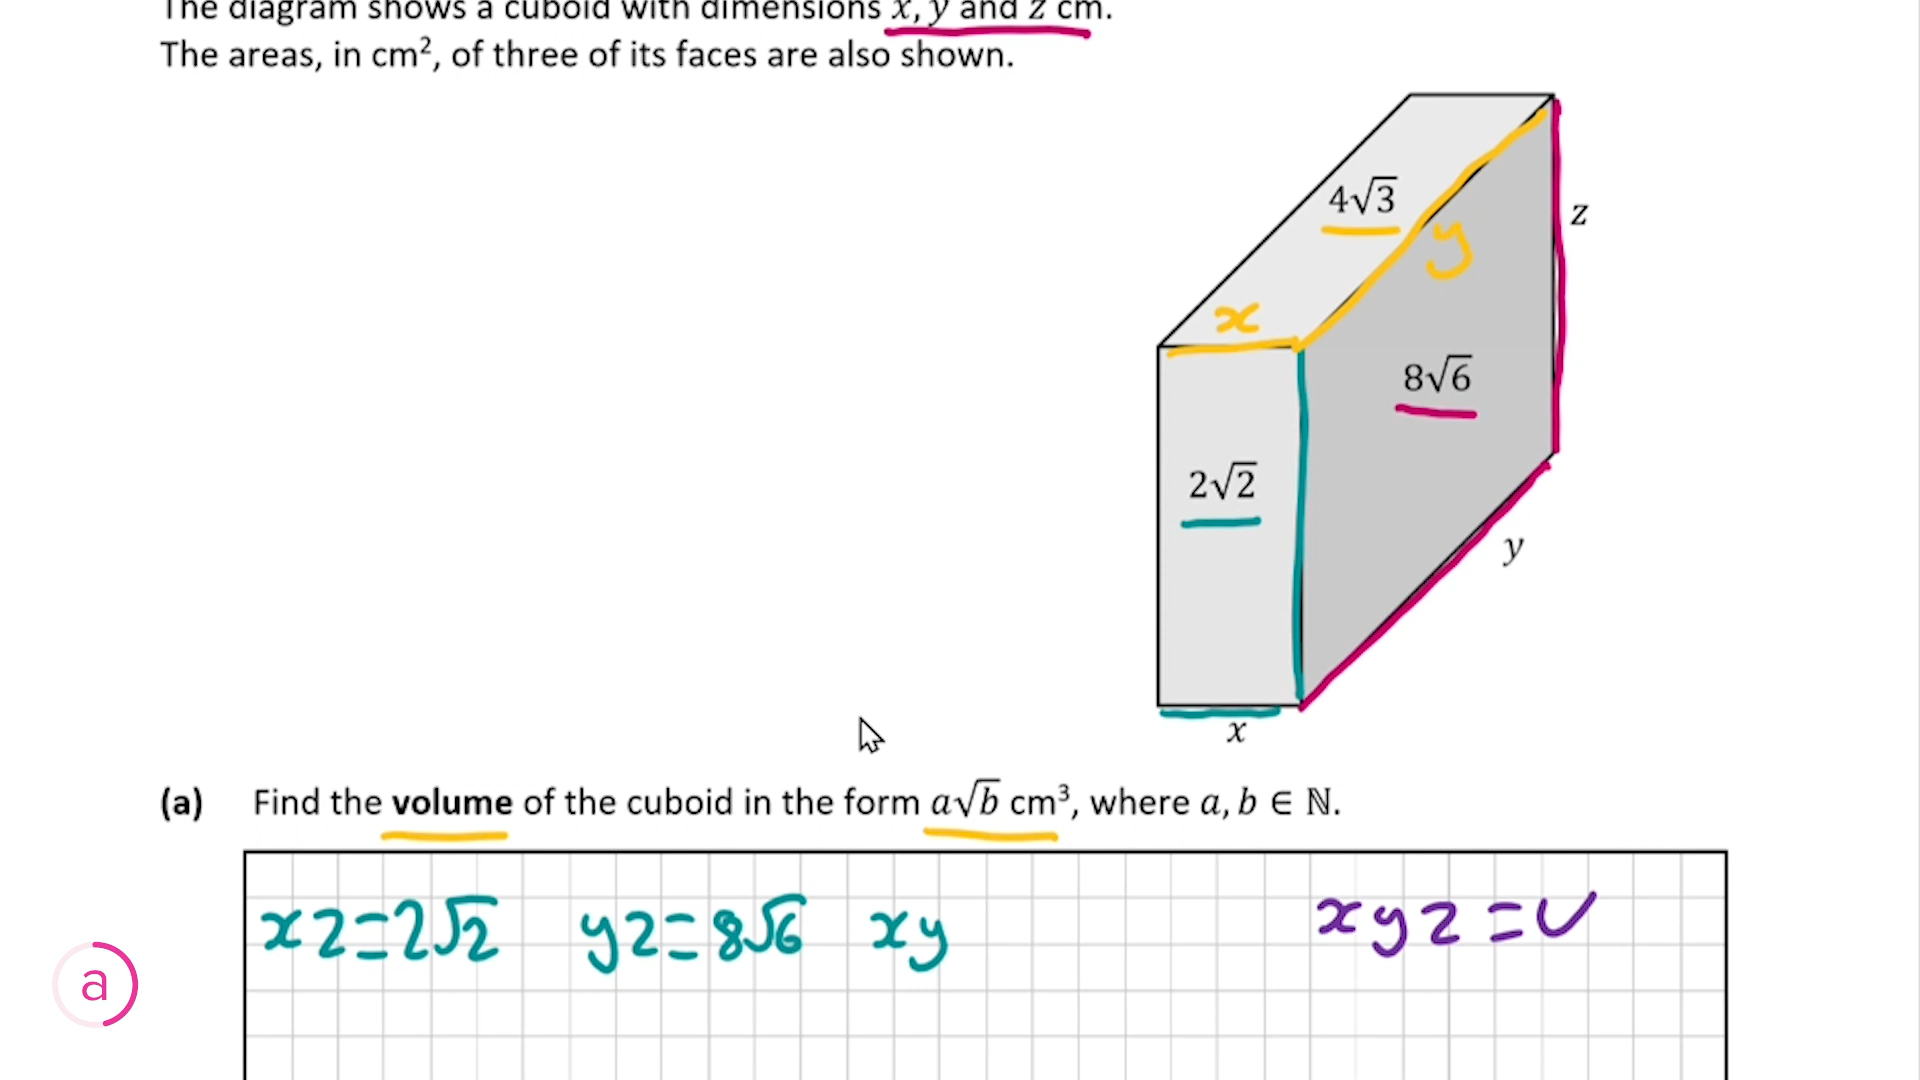 The diagram shows a cuboid with dimensions x, y and z cm.
The areas, in cm², of three of its faces are also shown.
4√3
z
y
x
8√6
2√2
y
x
(a) Find the volume of the cuboid in the form a√b cm³, where a, b ∈ ℕ.
xz=2√2 yz=8√6 xy xyz=V
a